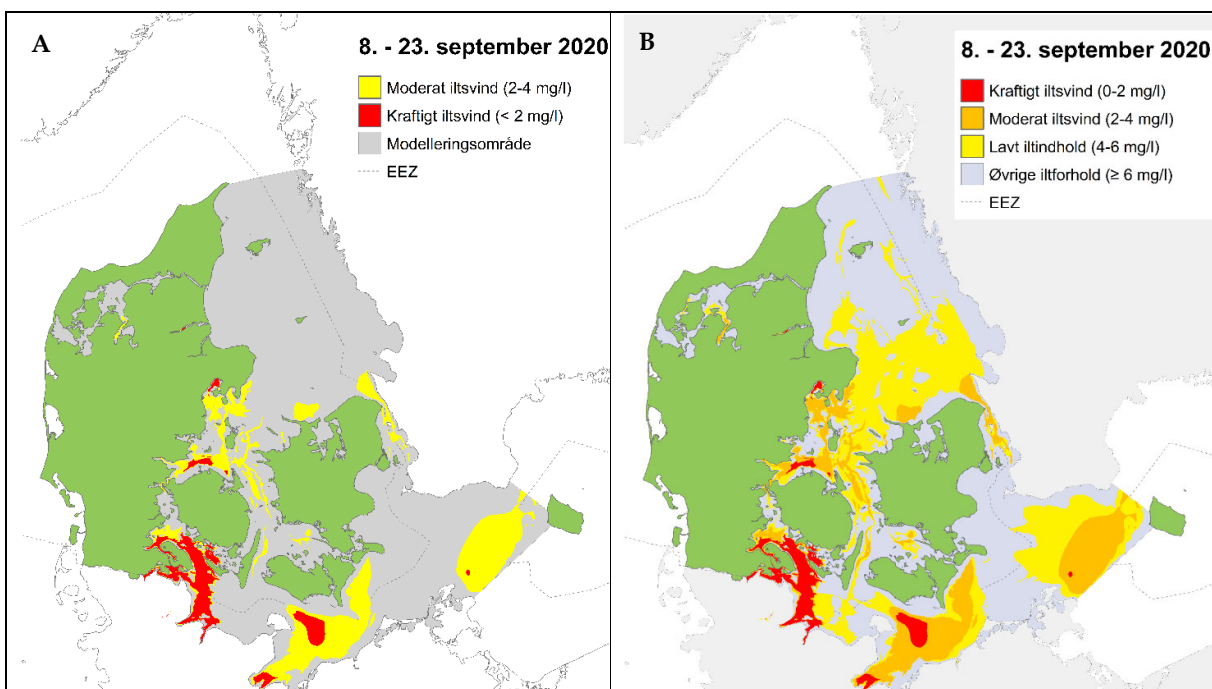 A
8. - 23. september 2020
Moderat iltsvind (2-4 mg/l)
Kraftigt iltsvind (< 2 mg/l)
Modelleringsområde
EEZ
B
8. - 23. september 2020
Kraftigt iltsvind (0-2 mg/l)
Moderat iltsvind (2-4 mg/l)
Lavt iltindhold (4-6 mg/l)
Øvrige iltforhold (≥ 6 mg/l)
EEZ